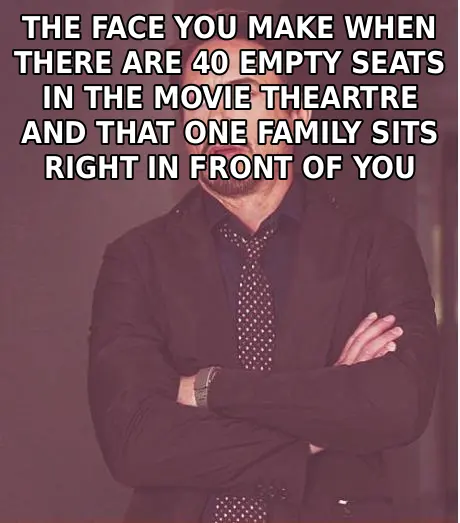 THE FACE YOU MAKE WHEN
THERE ARE 40 EMPTY SEATS
IN THE MOVIE THEARTRE
AND THAT ONE FAMILY SITS
RIGHT IN FRONT OF YOU